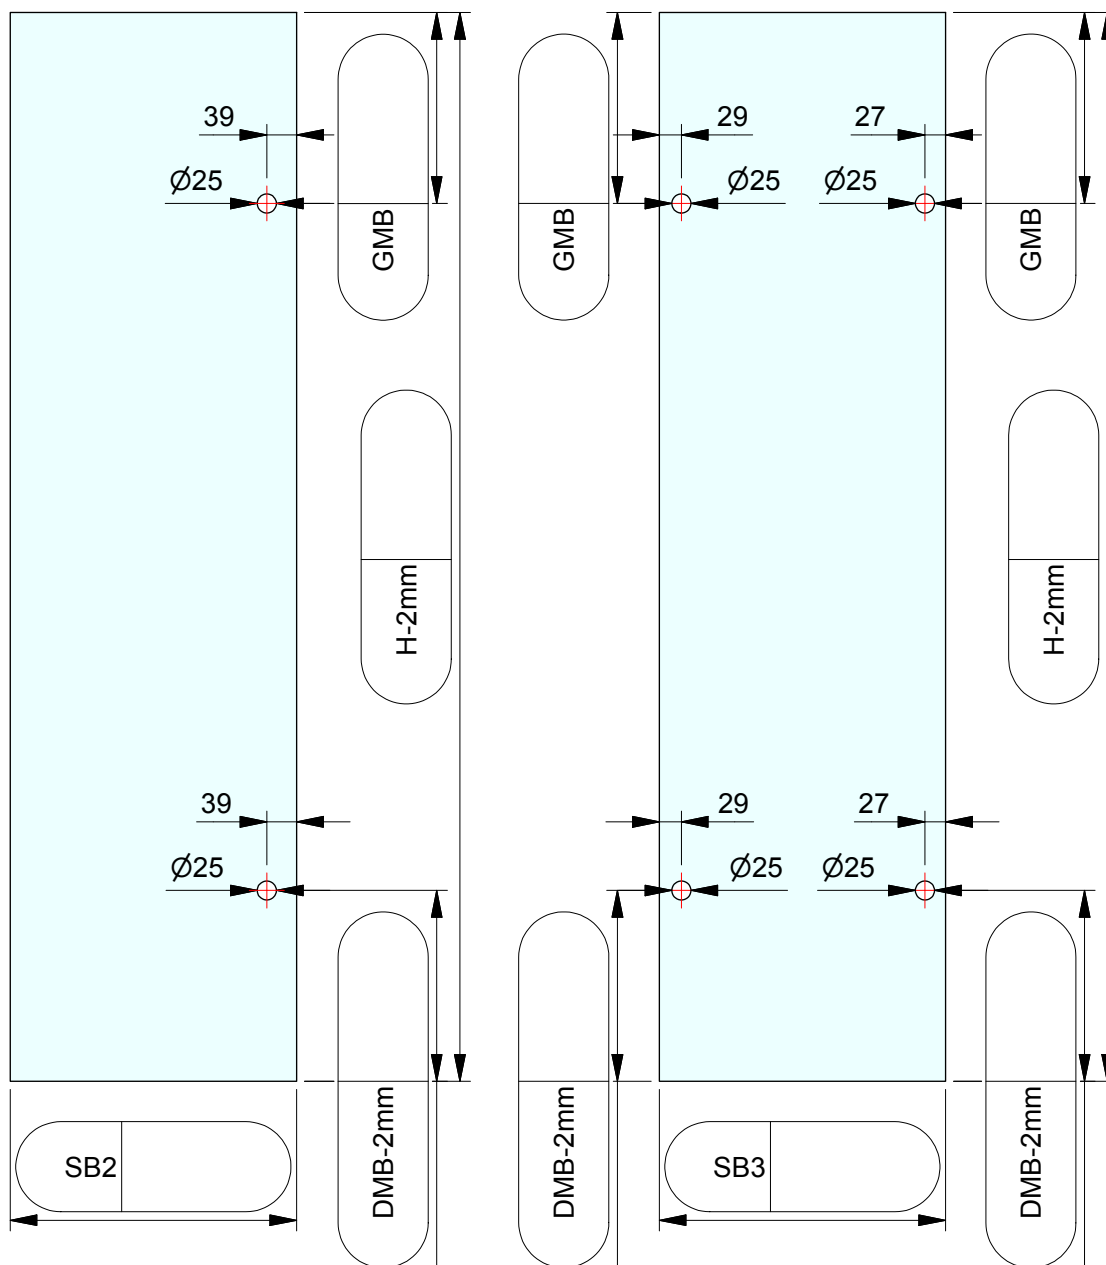 39 29 27
Ø25 Ø25 Ø25
GMB GMB GMB
H-2mm H-2mm
39 29 27
Ø25 Ø25 Ø25
DMB-2mm DMB-2mm DMB-2mm
SB2 SB3